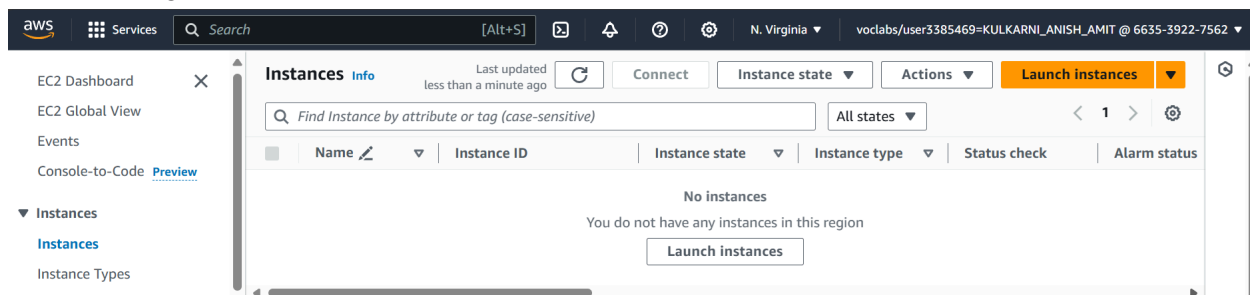 aws Services Search [Alt+S] N. Virginia voclabs/user3385469=KULKARNI_ANISH_AMIT @ 6635-3922-7562
EC2 Dashboard
EC2 Global View
Events
Console-to-Code Preview
Instances
Instances
Instance Types
Instances Info Last updated less than a minute ago Connect Instance state Actions Launch instances
Find Instance by attribute or tag (case-sensitive) All states 1
Name Instance ID Instance state Instance type Status check Alarm status
No instances
You do not have any instances in this region
Launch instances